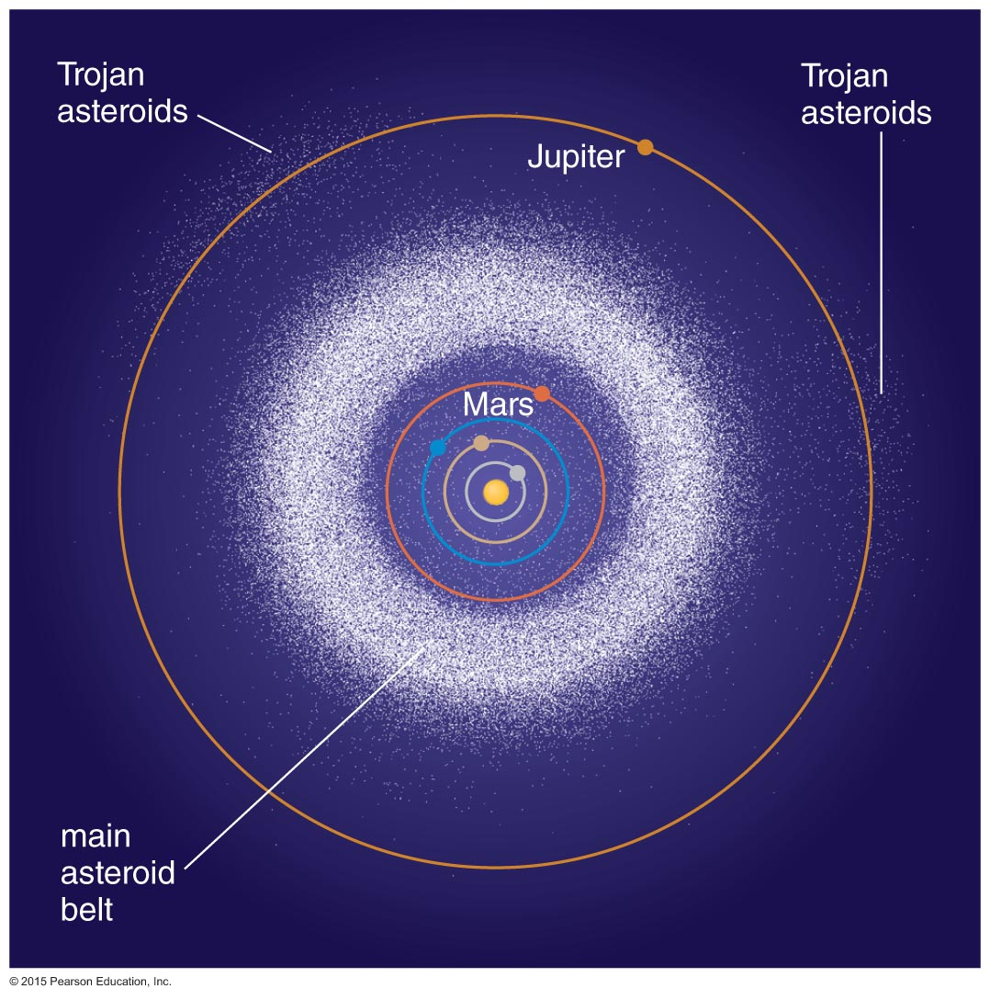 Trojan
asteroids
Trojan
asteroids
Jupiter
Mars
main
asteroid
belt
© 2015 Pearson Education, Inc.